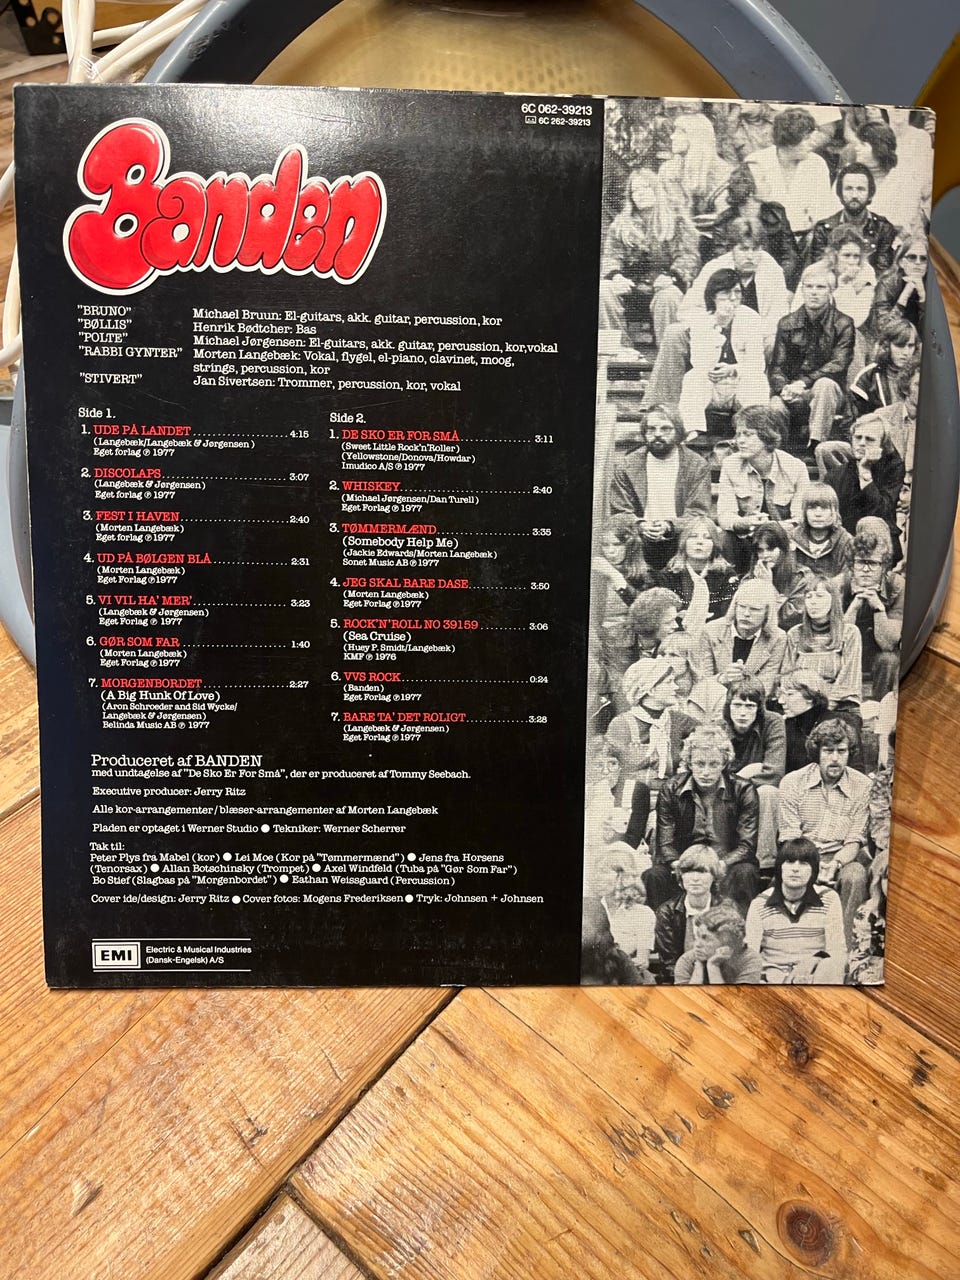 6C 062-39213
6C 262-39213
Banden
"BRUNO" Michael Bruun: El-guitars, akk. guitar, percussion, kor
"BØLLIS" Henrik Bødtcher: Bas
"POLTE" Michael Jørgensen: El-guitars, akk. guitar, percussion, kor, vokal
"RABBI GYNTER" Morten Langebæk: Vokal, flygel, el-piano, clavinet, moog,
strings, percussion, kor
"STIVERT" Jan Sivertsen: Trommer, percussion, kor, vokal
Side 1.
1. UDE PÅ LANDET 4:15
(Langebæk/Langebæk & Jørgensen)
Eget forlag ℗ 1977
2. DISCOLAPS 3:07
(Langebæk & Jørgensen)
Eget forlag ℗ 1977
3. FEST I HAVEN 2:40
(Morten Langebæk)
Eget forlag ℗ 1977
4. UD PÅ BØLGEN BLÅ 2:31
(Morten Langebæk)
Eget Forlag ℗ 1977
5. VI VIL HA' MER' 3:23
(Langebæk & Jørgensen)
Eget Forlag ℗ 1977
6. GØR SOM FAR 1:40
(Morten Langebæk)
Eget Forlag ℗ 1977
7. MORGENBORDET 2:27
(A Big Hunk Of Love)
(Aron Schroeder and Sid Wycke/
Langebæk & Jørgensen)
Belinda Music AB ℗ 1977
Side 2.
1. DE SKO ER FOR SMÅ 3:11
(Sweet Little Rock'n'Roller)
(Yellowstone/Donova/Howdar)
Imudico A/S ℗ 1977
2. WHISKEY 2:40
(Michael Jørgensen/Dan Turell)
Eget Forlag ℗ 1977
3. TØMMERMÆND 3:35
(Somebody Help Me)
(Jackie Edwards/Morten Langebæk)
Sonet Music AB ℗ 1977
4. JEG SKAL BARE DASE 3:50
(Morten Langebæk)
Eget Forlag ℗ 1977
5. ROCK'N'ROLL NO 39159 3:06
(Sea Cruise)
(Huey P. Smidt/Langebæk)
KMF ℗ 1976
6. VVS ROCK 0:24
(Banden)
Eget Forlag ℗ 1977
7. BARE TA' DET ROLIGT 3:28
(Langebæk & Jørgensen)
Eget Forlag ℗ 1977
Produceret af BANDEN
med undtagelse af "De Sko Er For Små", der er produceret af Tommy Seebach.
Executive producer: Jerry Ritz
Alle kor-arrangementer/blæser-arrangementer af Morten Langebæk
Pladen er optaget i Werner Studio ● Tekniker: Werner Scherrer
Tak til:
Peter Plys fra Mabel (kor) ● Lei Moe (Kor på "Tømmermænd") ● Jens fra Horsens
(Tenorsax) ● Allan Botschinsky (Trompet) ● Axel Windfeld (Tuba på "Gør Som Far")
Bo Stief (Slagbas på "Morgenbordet") ● Eathan Weissguard (Percussion)
Cover ide/design: Jerry Ritz ● Cover fotos: Mogens Frederiksen ● Tryk: Johnsen + Johnsen
EMI
Electric & Musical Industries
(Dansk-Engelsk) A/S